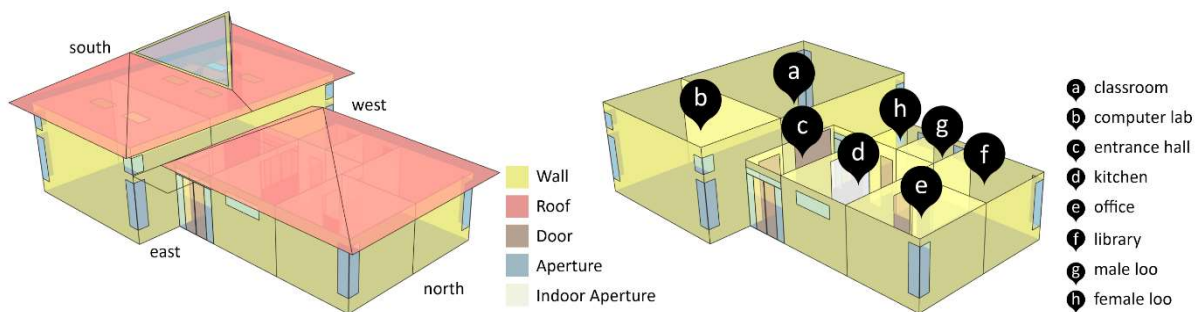 south
west
east
north
Wall
Roof
Door
Aperture
Indoor Aperture
a
b
c
d
e
f
g
h
a classroom
b computer lab
c entrance hall
d kitchen
e office
f library
g male loo
h female loo